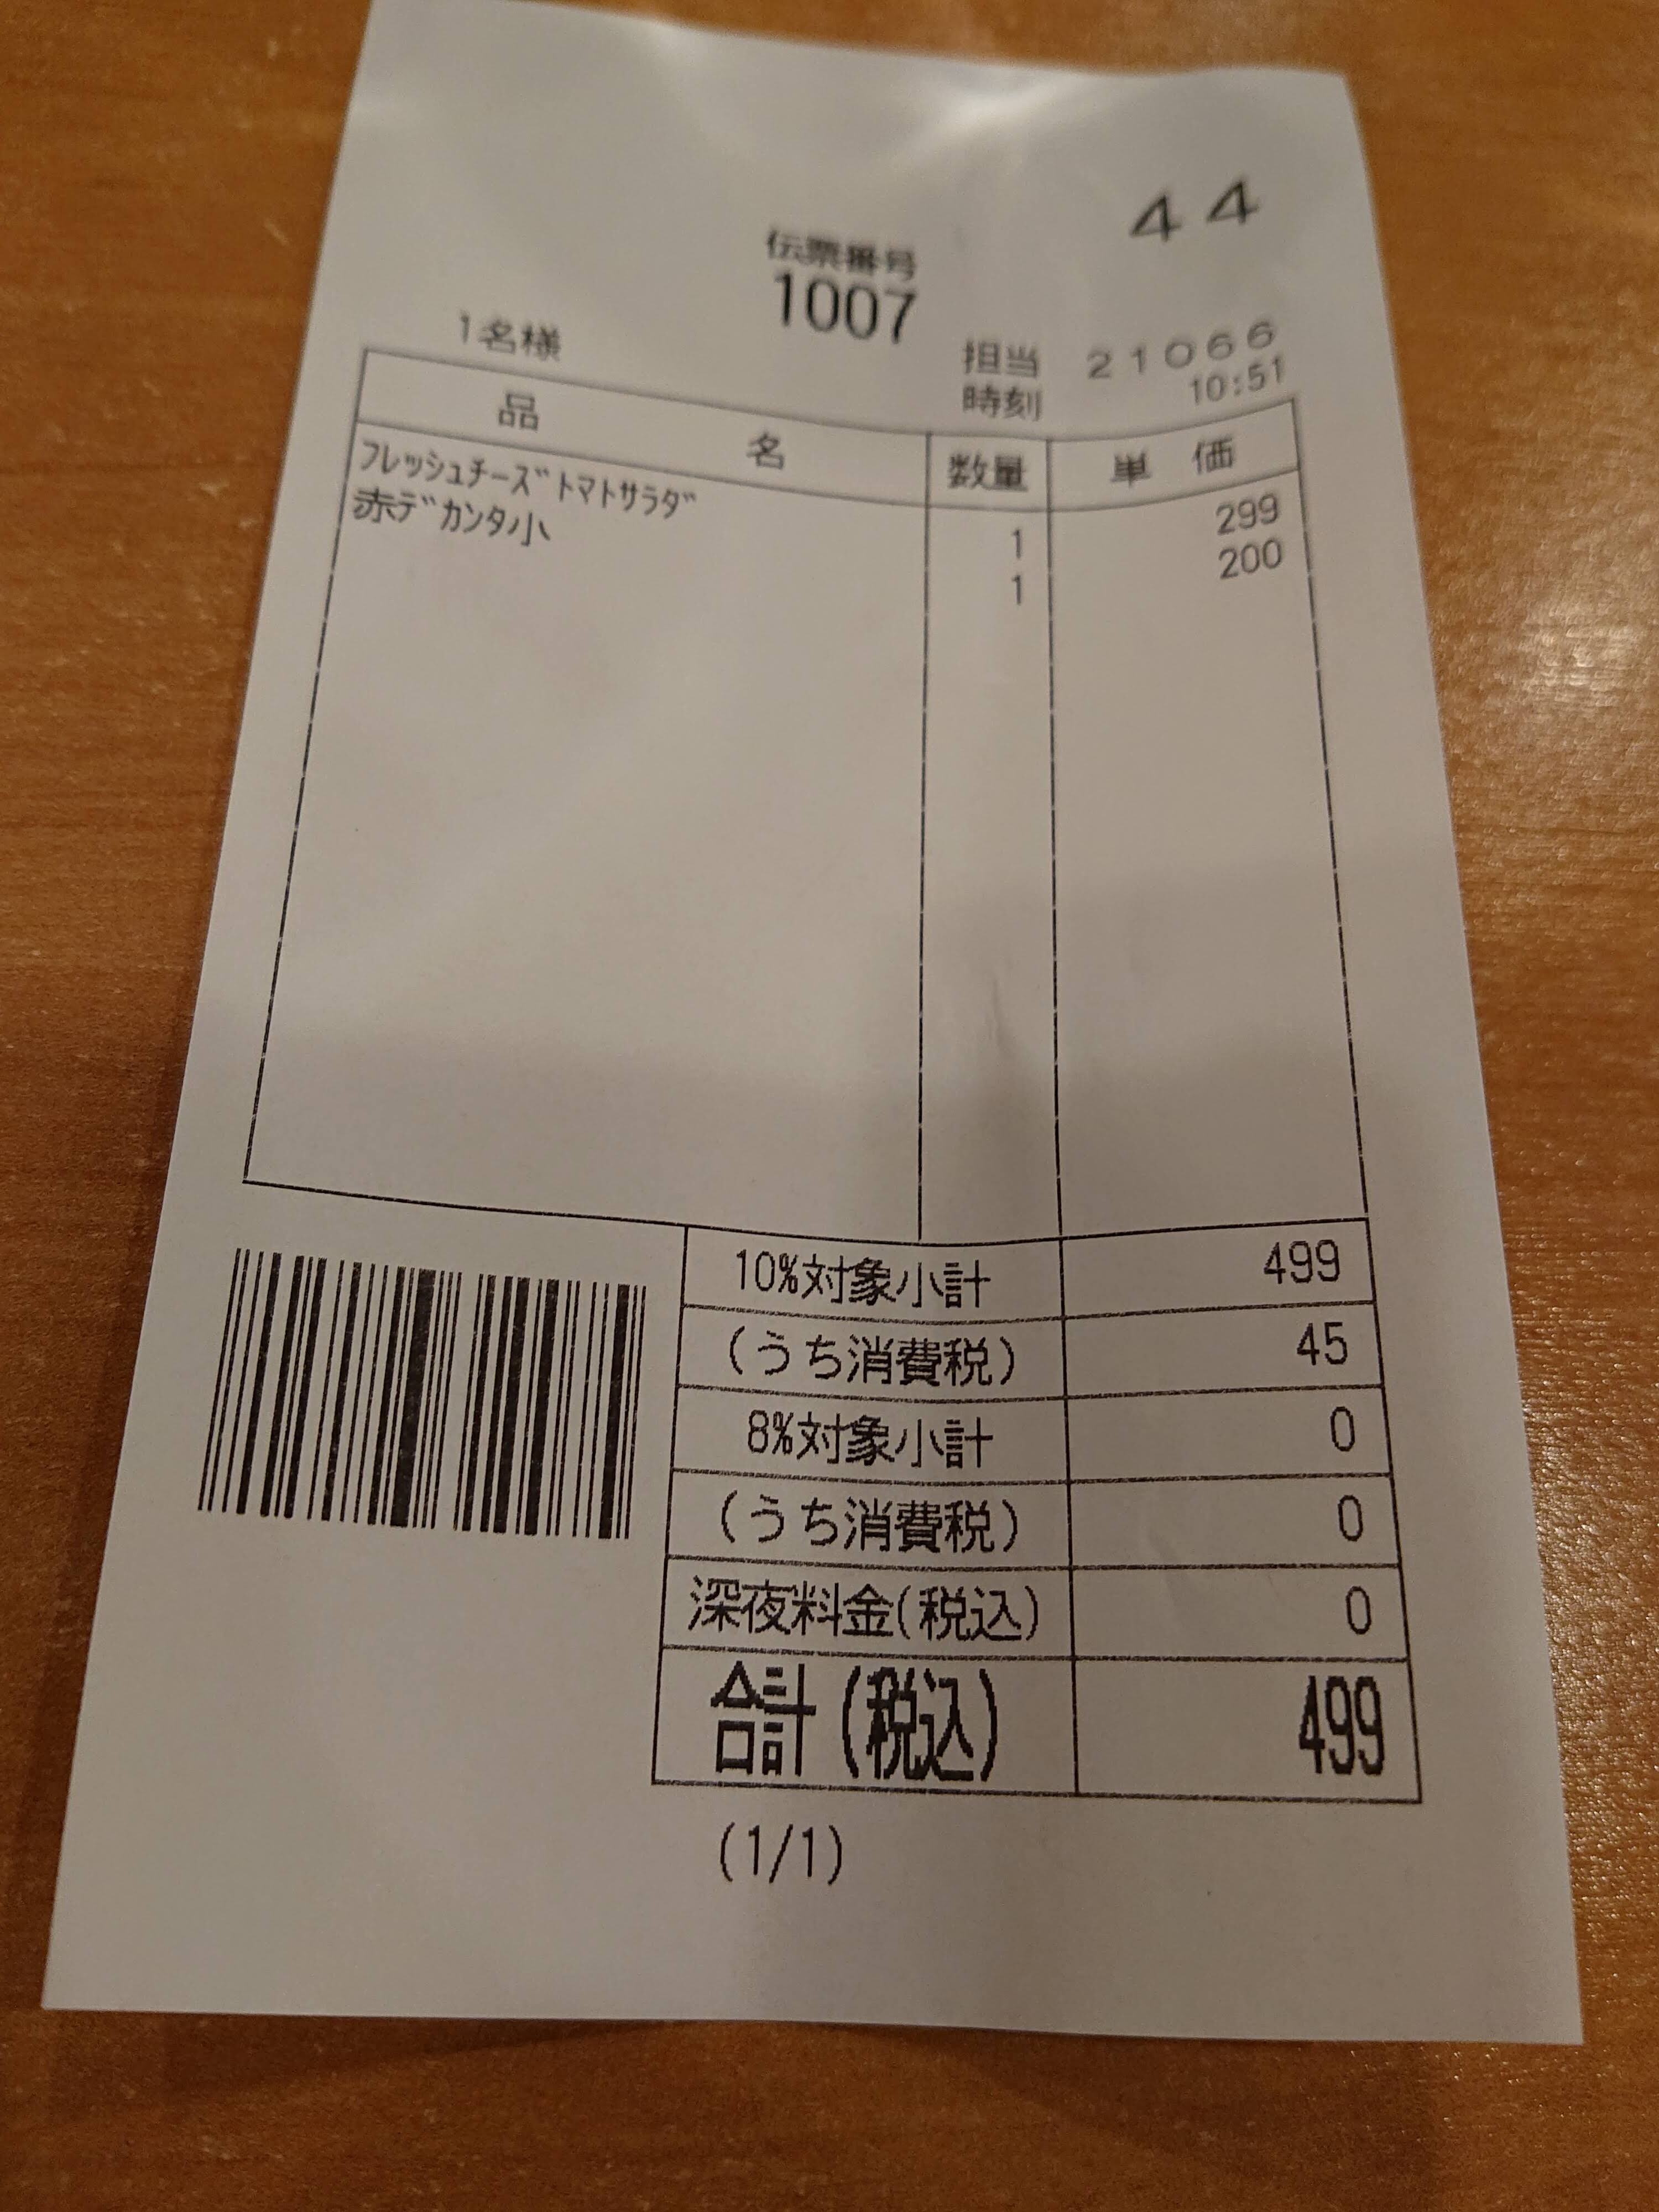 44
伝票番号
1007
1名様
担当 21066
時刻 10:51
品名 数量 単価
フレッシュチーズトマトサラダ 1 299
赤デカンタ小 1 200
10%対象小計 499
(うち消費税) 45
8%対象小計 0
(うち消費税) 0
深夜料金(税込) 0
合計(税込) 499
(1/1)